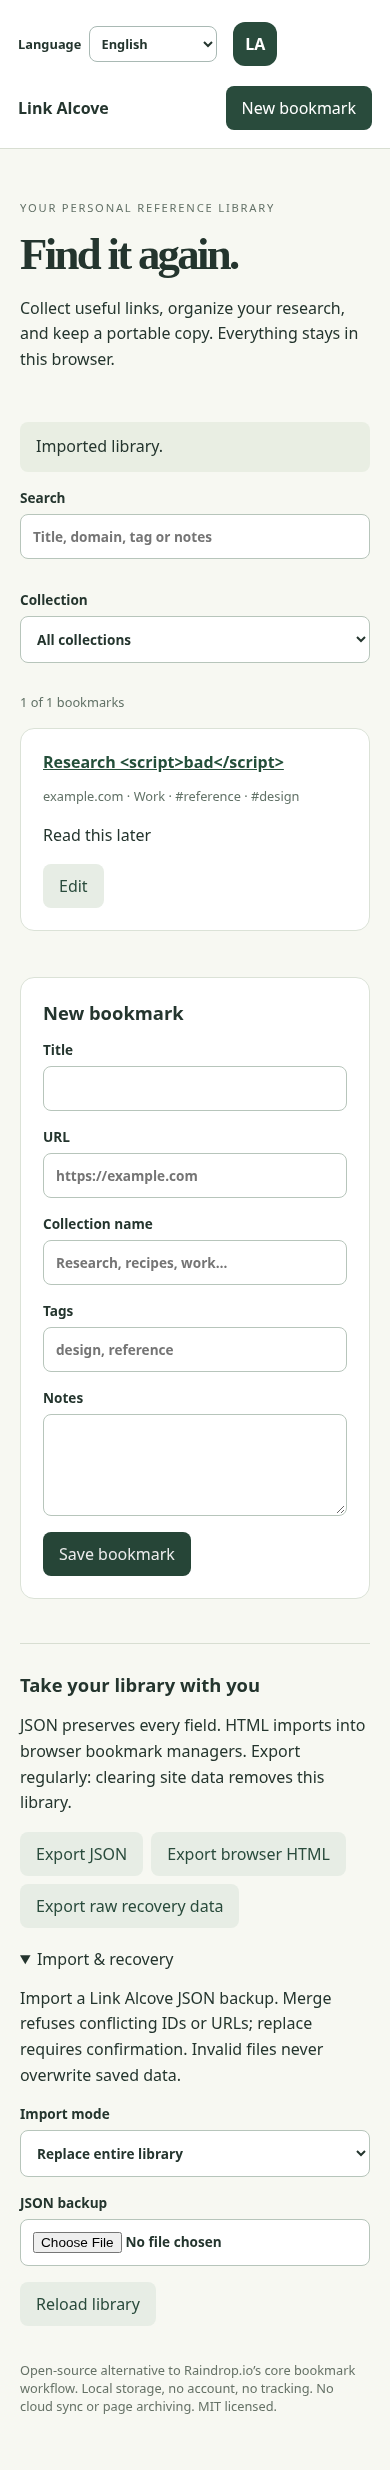 Language English LA
Link Alcove New bookmark
YOUR PERSONAL REFERENCE LIBRARY
Find it again.
Collect useful links, organize your research,
and keep a portable copy. Everything stays in
this browser.
Imported library.
Search
Title, domain, tag or notes
Collection
All collections
1 of 1 bookmarks
Research <script>bad</script>
example.com · Work · #reference · #design
Read this later
Edit
New bookmark
Title
URL
https://example.com
Collection name
Research, recipes, work…
Tags
design, reference
Notes
Save bookmark
Take your library with you
JSON preserves every field. HTML imports into
browser bookmark managers. Export
regularly: clearing site data removes this
library.
Export JSON Export browser HTML
Export raw recovery data
▼ Import & recovery
Import a Link Alcove JSON backup. Merge
refuses conflicting IDs or URLs; replace
requires confirmation. Invalid files never
overwrite saved data.
Import mode
Replace entire library
JSON backup
Choose File No file chosen
Reload library
Open-source alternative to Raindrop.io’s core bookmark
workflow. Local storage, no account, no tracking. No
cloud sync or page archiving. MIT licensed.